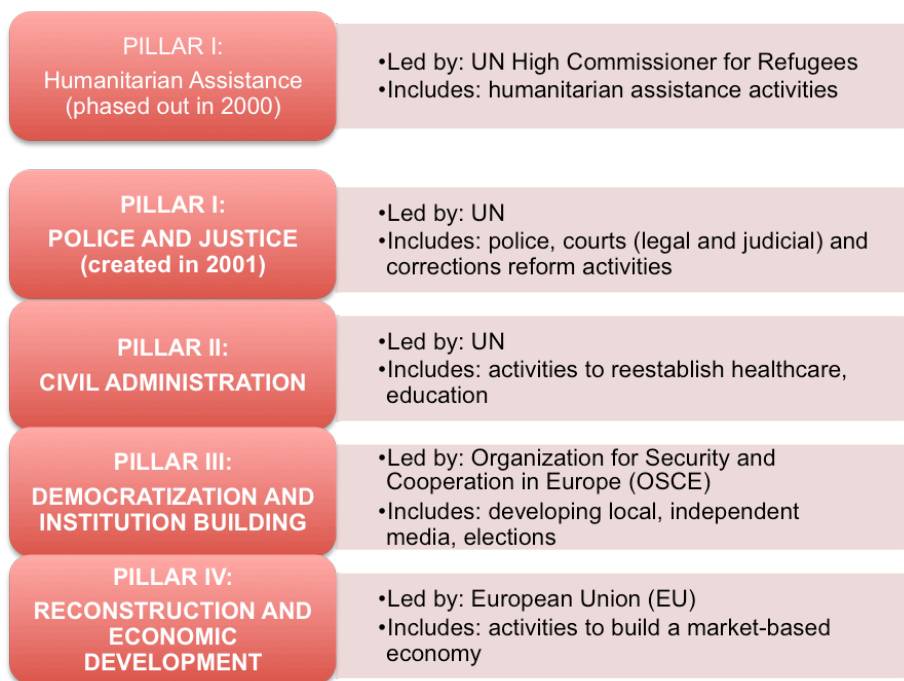 PILLAR I:
Humanitarian Assistance
(phased out in 2000)
•Led by: UN High Commissioner for Refugees
•Includes: humanitarian assistance activities
PILLAR I:
POLICE AND JUSTICE
(created in 2001)
•Led by: UN
•Includes: police, courts (legal and judicial) and
corrections reform activities
PILLAR II:
CIVIL ADMINISTRATION
•Led by: UN
•Includes: activities to reestablish healthcare,
education
PILLAR III:
DEMOCRATIZATION AND
INSTITUTION BUILDING
•Led by: Organization for Security and
Cooperation in Europe (OSCE)
•Includes: developing local, independent
media, elections
PILLAR IV:
RECONSTRUCTION AND
ECONOMIC
DEVELOPMENT
•Led by: European Union (EU)
•Includes: activities to build a market-based
economy